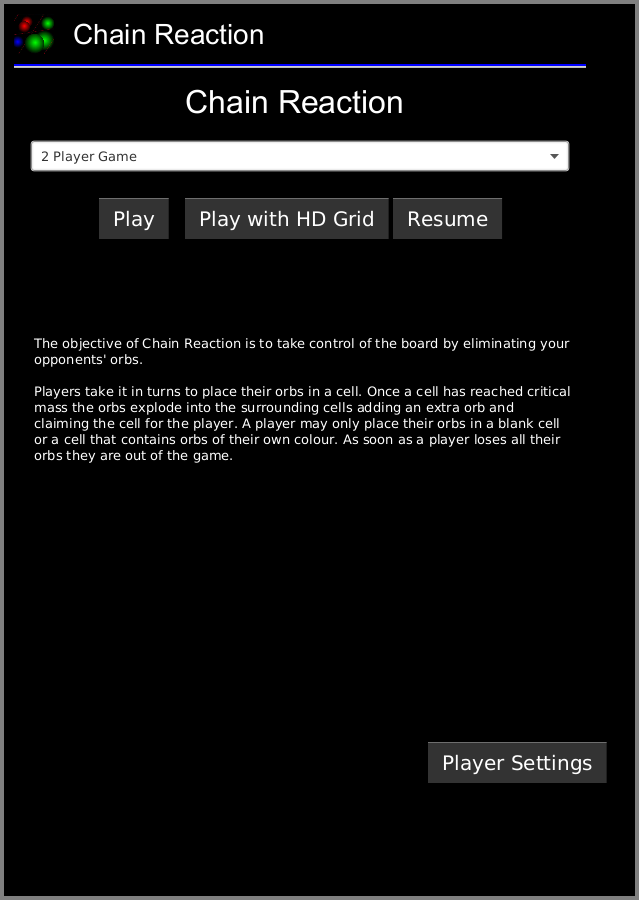 Chain Reaction
Chain Reaction
2 Player Game
Play
Play with HD Grid
Resume
The objective of Chain Reaction is to take control of the board by eliminating your
opponents' orbs.
Players take it in turns to place their orbs in a cell. Once a cell has reached critical
mass the orbs explode into the surrounding cells adding an extra orb and
claiming the cell for the player. A player may only place their orbs in a blank cell
or a cell that contains orbs of their own colour. As soon as a player loses all their
orbs they are out of the game.
Player Settings